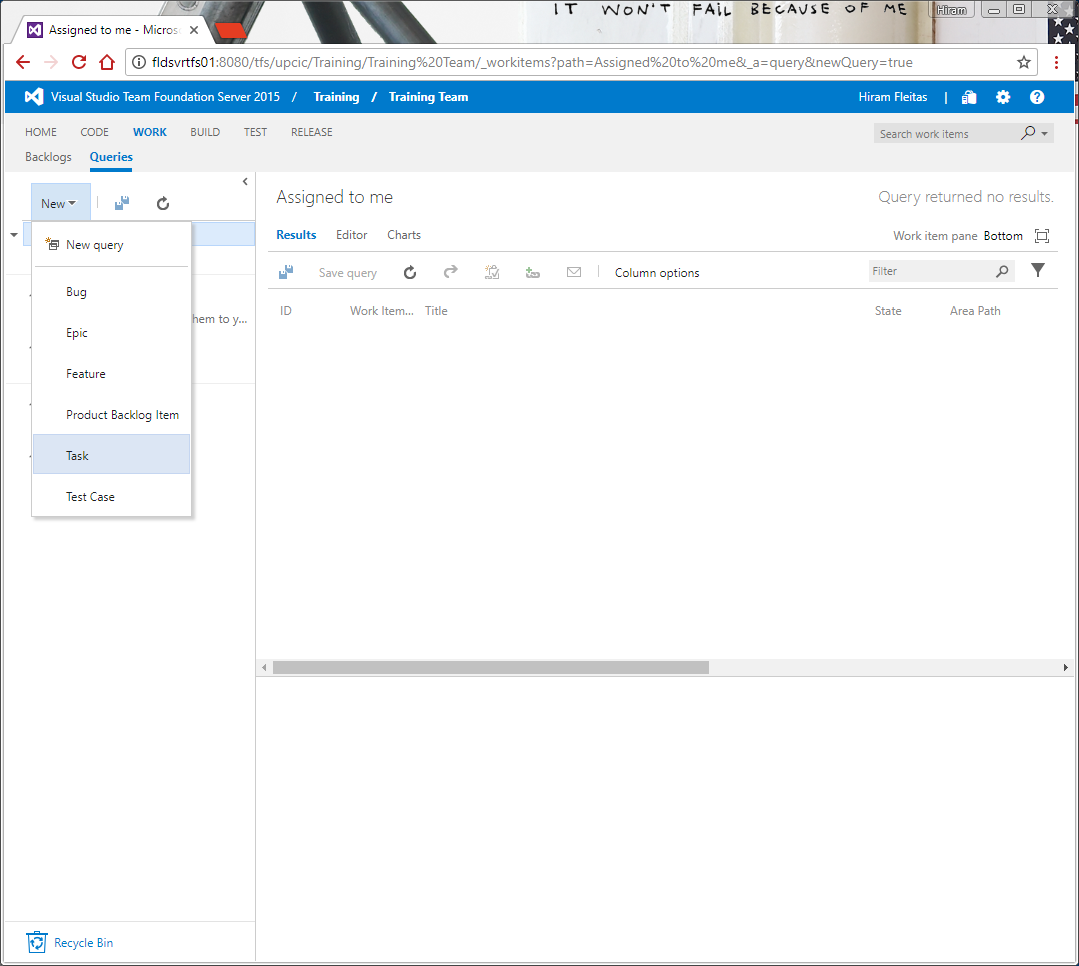 IT WON'T FAIL BECAUSE OF ME
Hiram
Assigned to me - Micros
fldsvrtfs01:8080/tfs/upcic/Training/Training%20Team/_workitems?path=Assigned%20to%20me&_a=query&newQuery=true
Visual Studio Team Foundation Server 2015 / Training / Training Team Hiram Fleitas |
HOME CODE WORK BUILD TEST RELEASE
Search work items
Backlogs Queries
New
Assigned to me
Query returned no results.
New query
Bug
Epic
Feature
Product Backlog Item
Task
Test Case
hem to y...
Results Editor Charts
Work item pane Bottom
Save query
Column options
Filter
ID Work Item... Title State Area Path
Recycle Bin